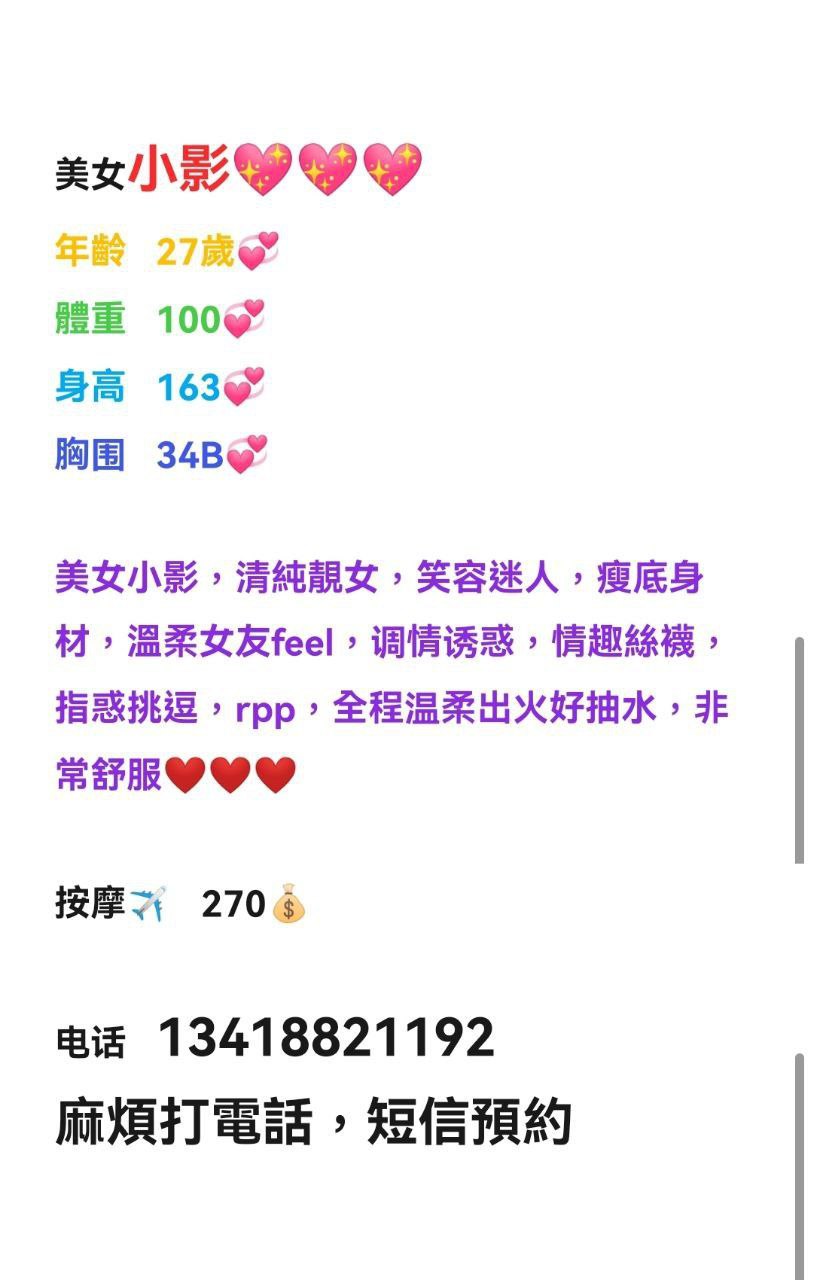 美女小影💖💖💖
年齡 27歲💞
體重 100💞
身高 163💞
胸围 34B💞
美女小影，清純靚女，笑容迷人，瘦底身
材，溫柔女友feel，调情诱惑，情趣絲襪，
指惑挑逗，rpp，全程温柔出火好抽水，非
常舒服❤️❤️❤️
按摩✈️ 270💰
电话 13418821192
麻煩打電話，短信預約